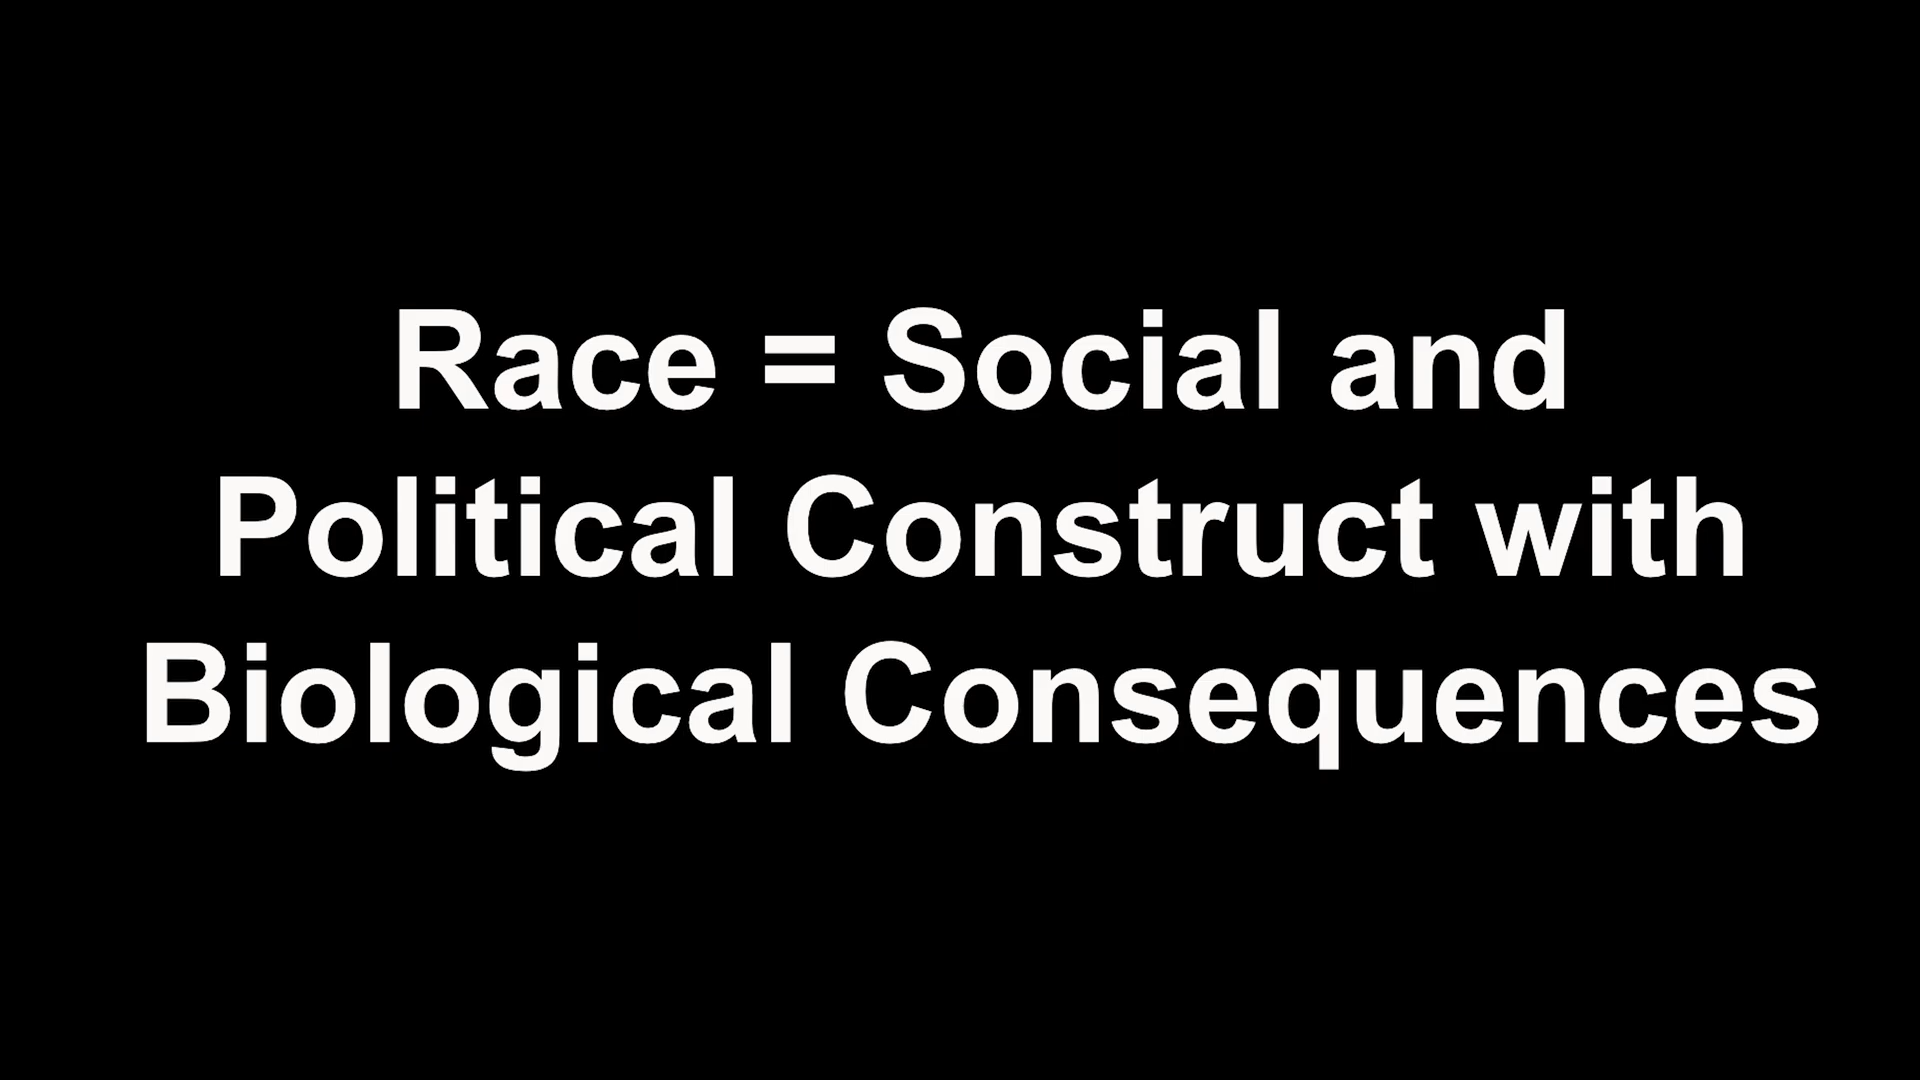 Race = Social and
Political Construct with
Biological Consequences